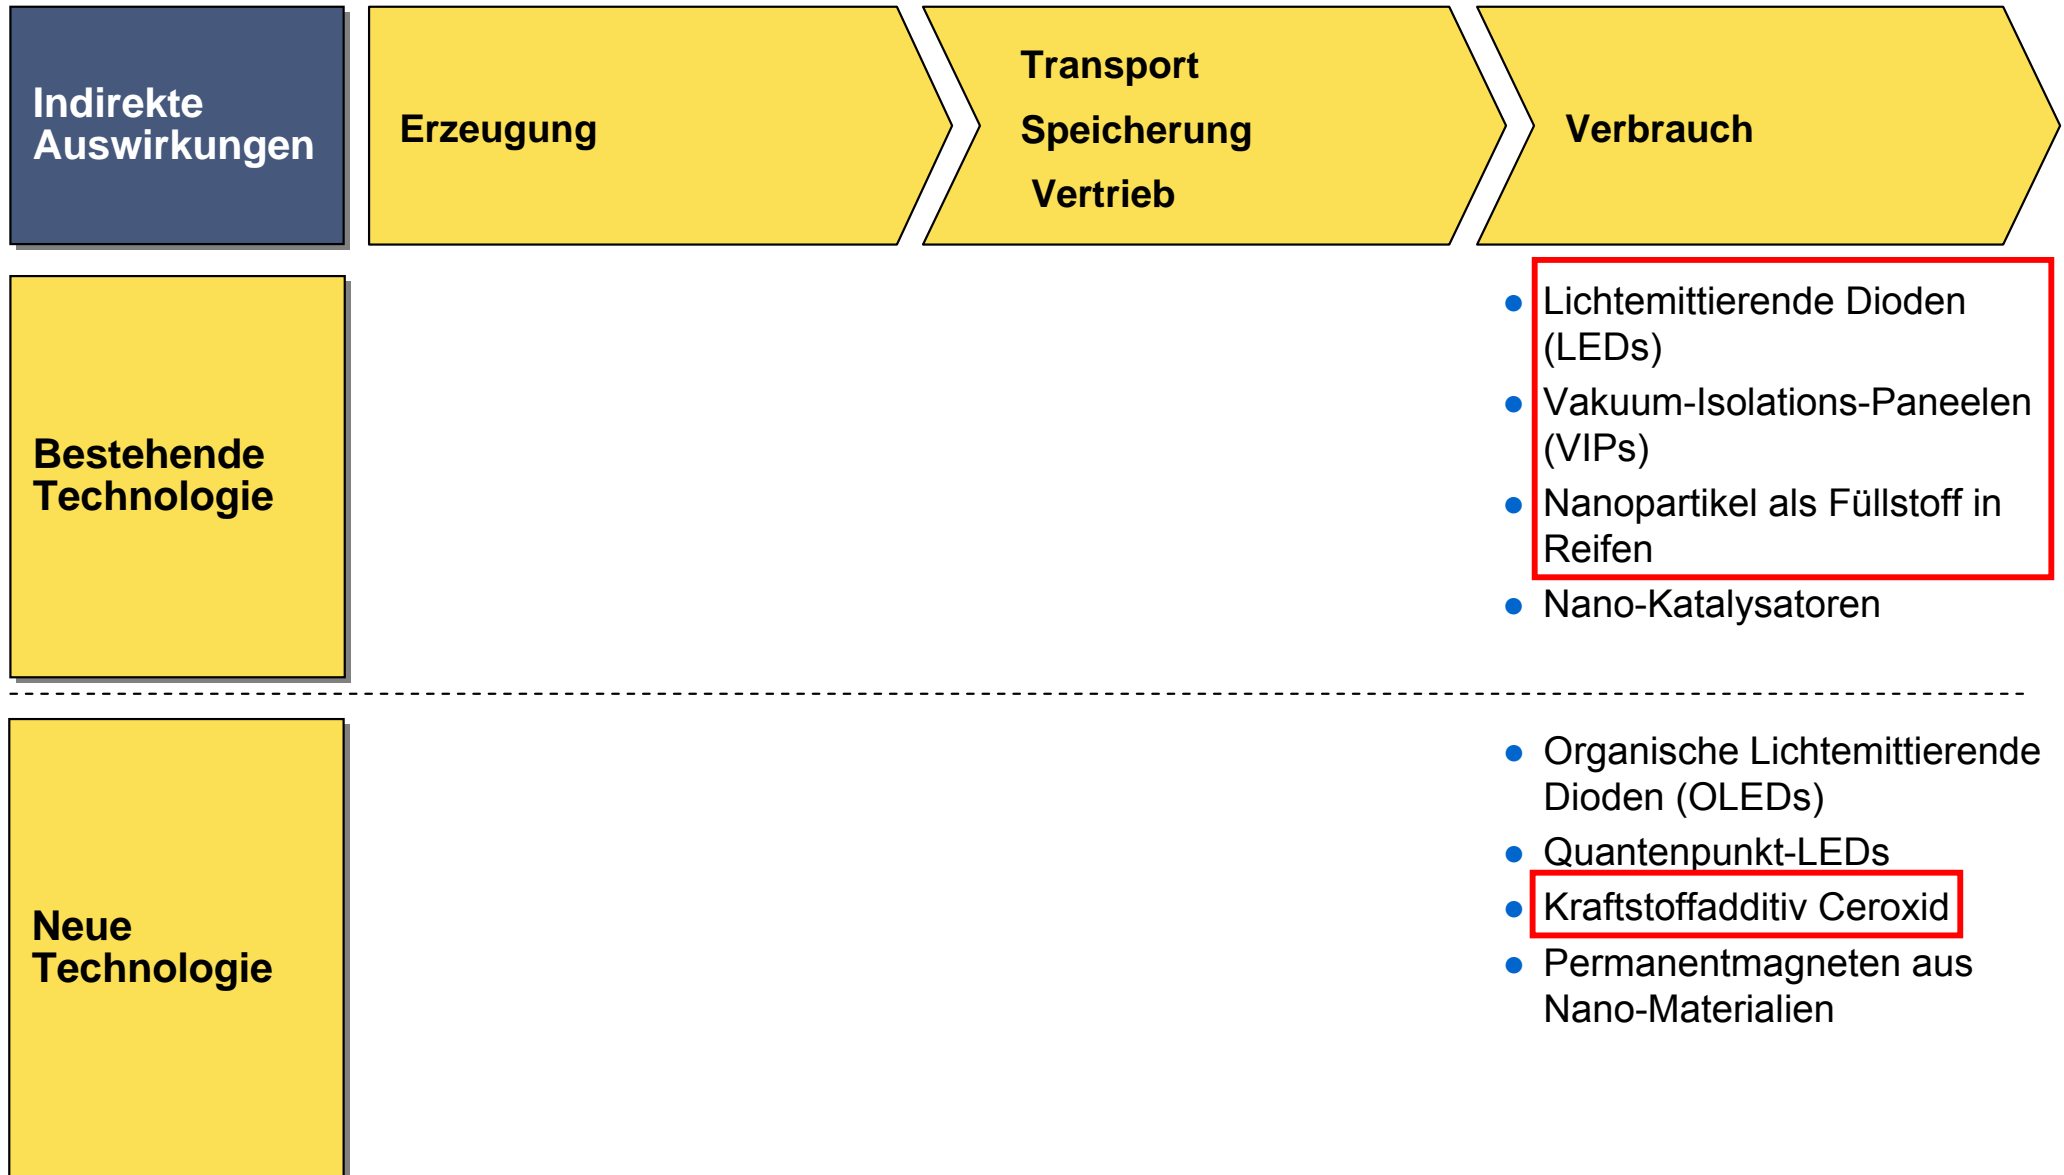 Indirekte
Auswirkungen
Erzeugung
Transport
Speicherung
Vertrieb
Verbrauch
Bestehende
Technologie
Lichtemittierende Dioden
(LEDs)
Vakuum-Isolations-Paneelen
(VIPs)
Nanopartikel als Füllstoff in
Reifen
Nano-Katalysatoren
Neue
Technologie
Organische Lichtemittierende
Dioden (OLEDs)
Quantenpunkt-LEDs
Kraftstoffadditiv Ceroxid
Permanentmagneten aus
Nano-Materialien